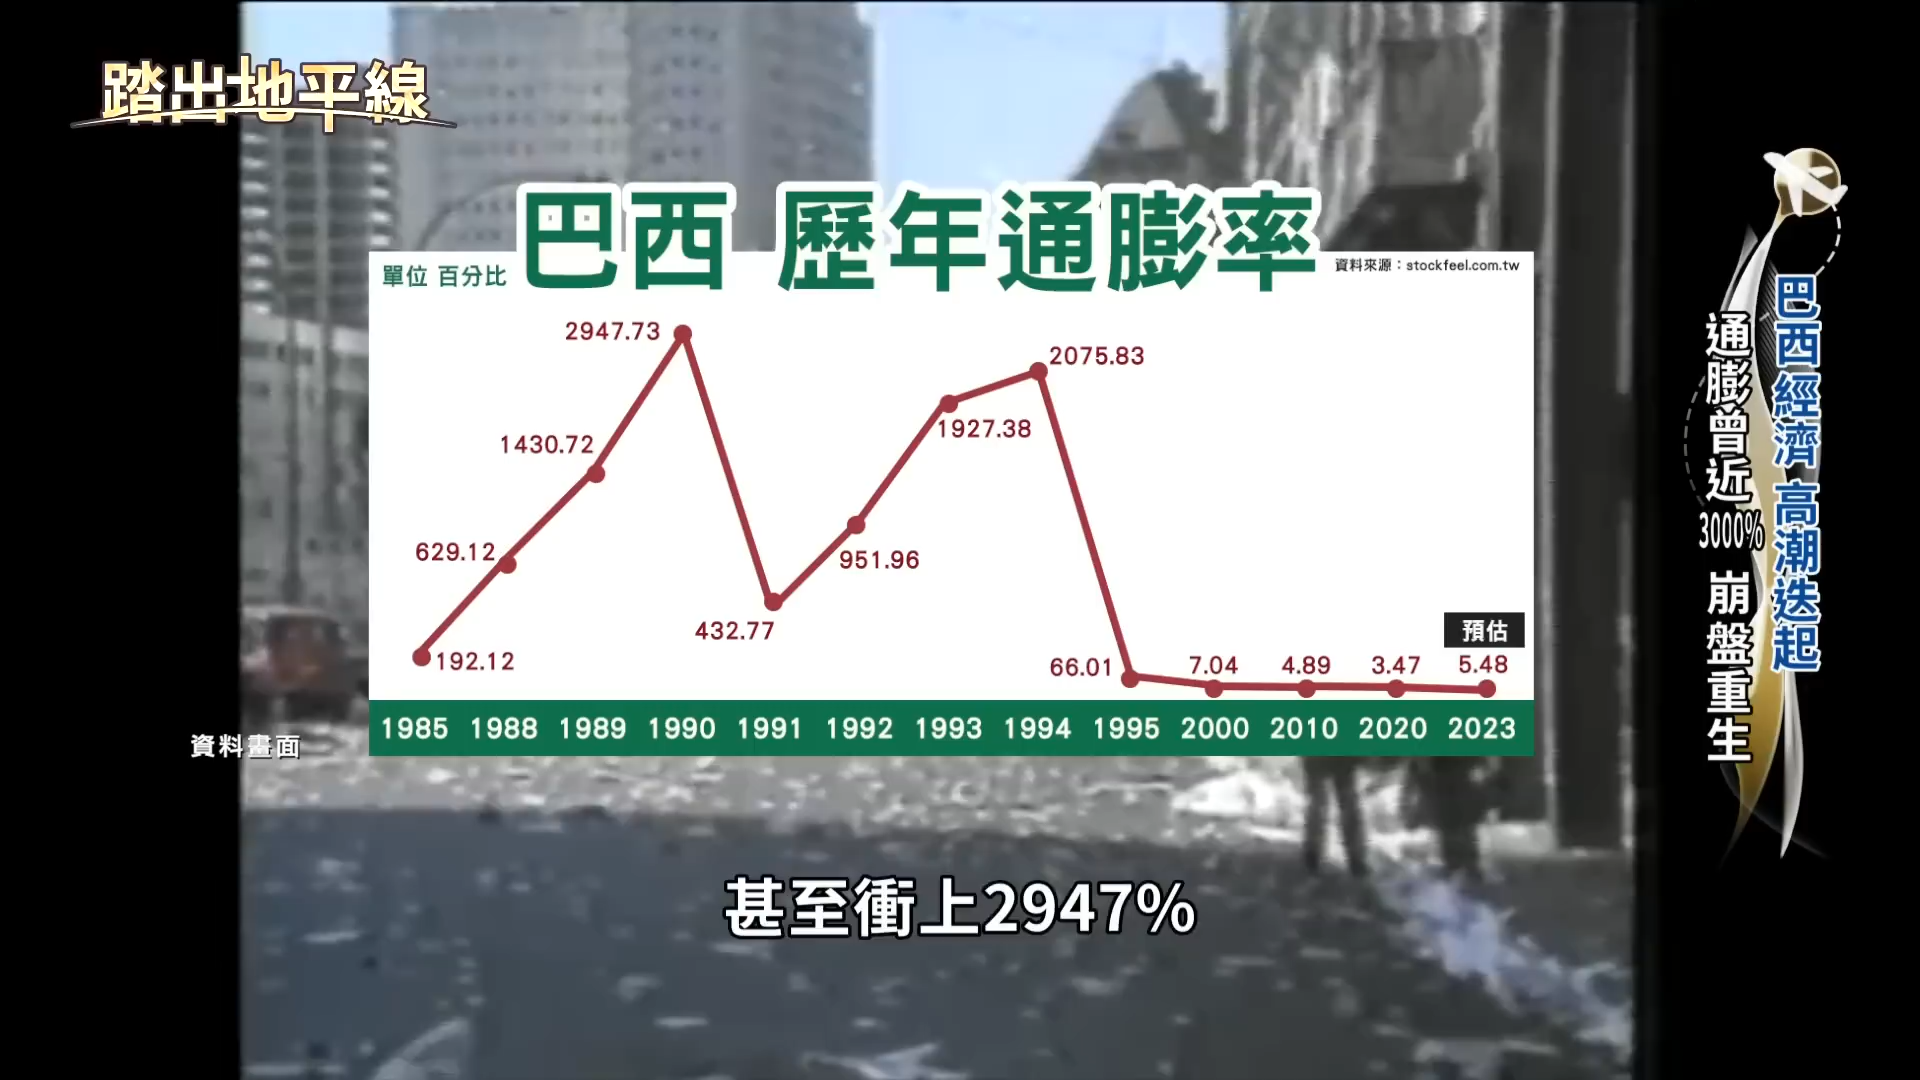 踏出地平線
巴西 歷年通膨率
單位 百分比
資料來源：stockfeel.com.tw
2947.73
2075.83
1430.72
1927.38
629.12
951.96
432.77
預估
192.12
66.01
7.04
4.89
3.47
5.48
1985 1988 1989 1990 1991 1992 1993 1994 1995 2000 2010 2020 2023
資料畫面
巴西經濟 高潮迭起
通膨曾近3000% 崩盤重生
甚至衝上2947%